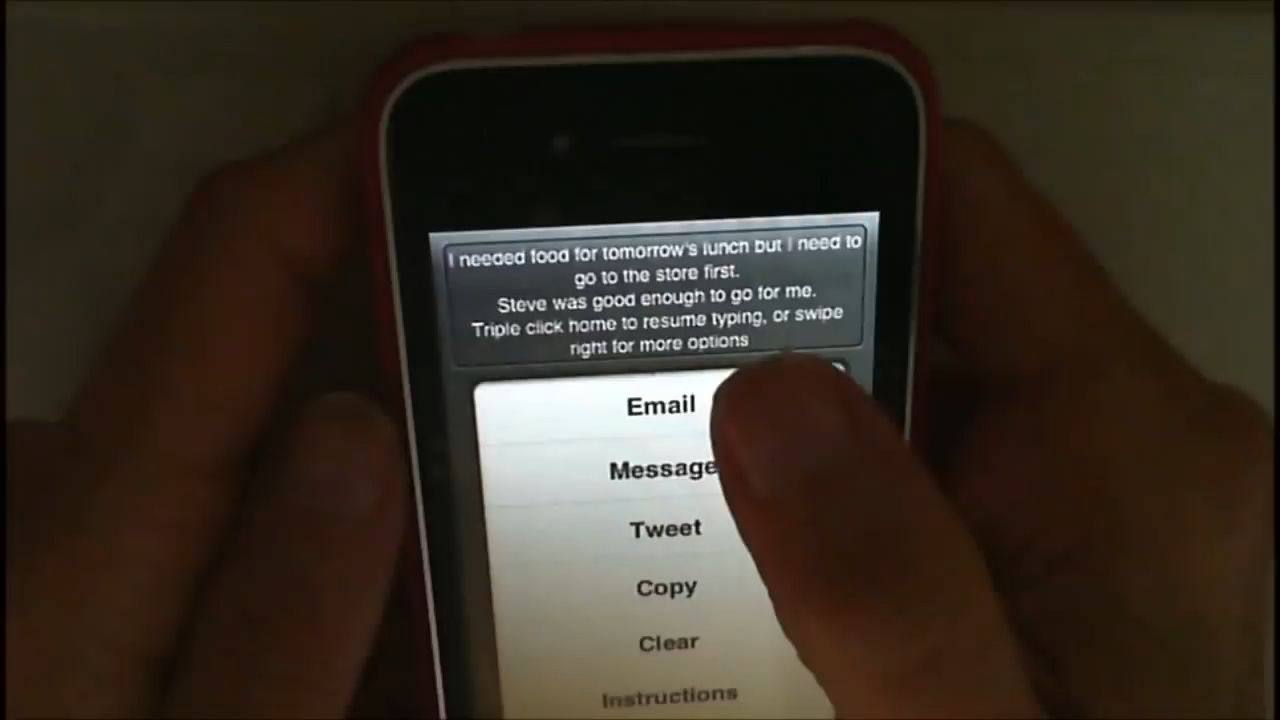 I needed food for tomorrow's lunch but I need to
go to the store first.
Steve was good enough to go for me.
Triple click home to resume typing, or swipe
right for more options
Email
Message
Tweet
Copy
Clear
Instructions